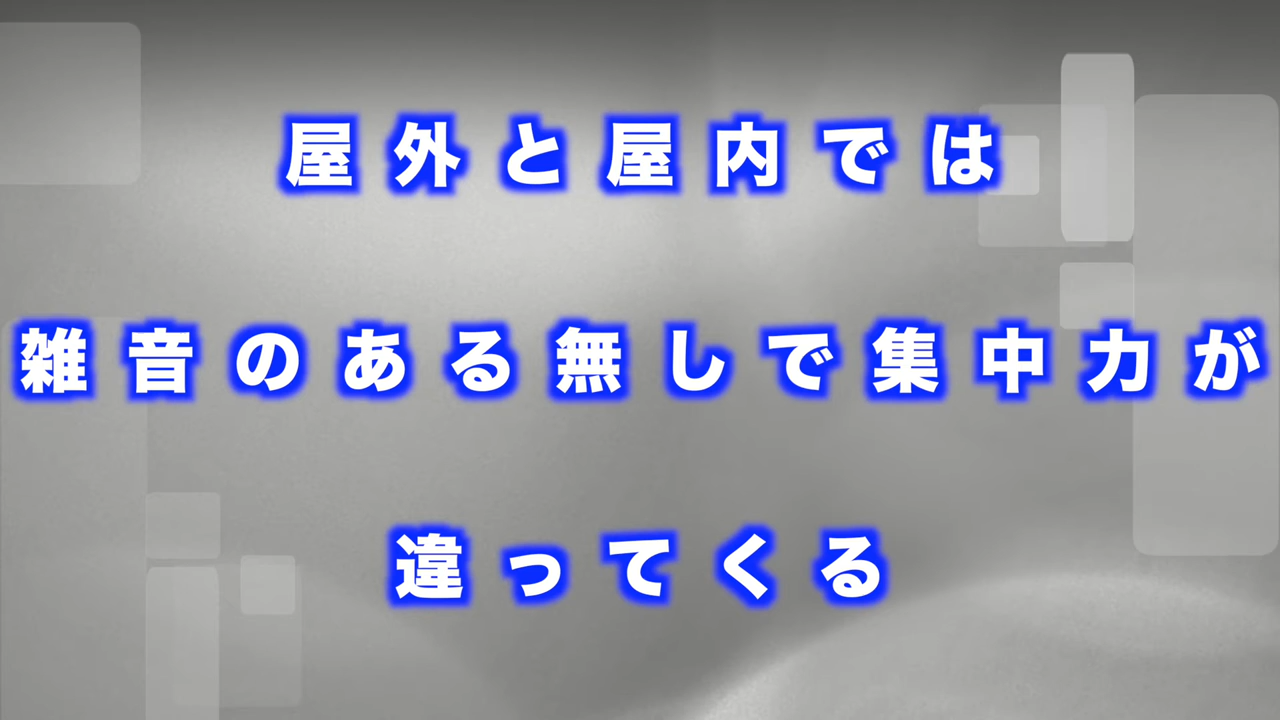 屋外と屋内では
雑音のある無しで集中力が
違ってくる